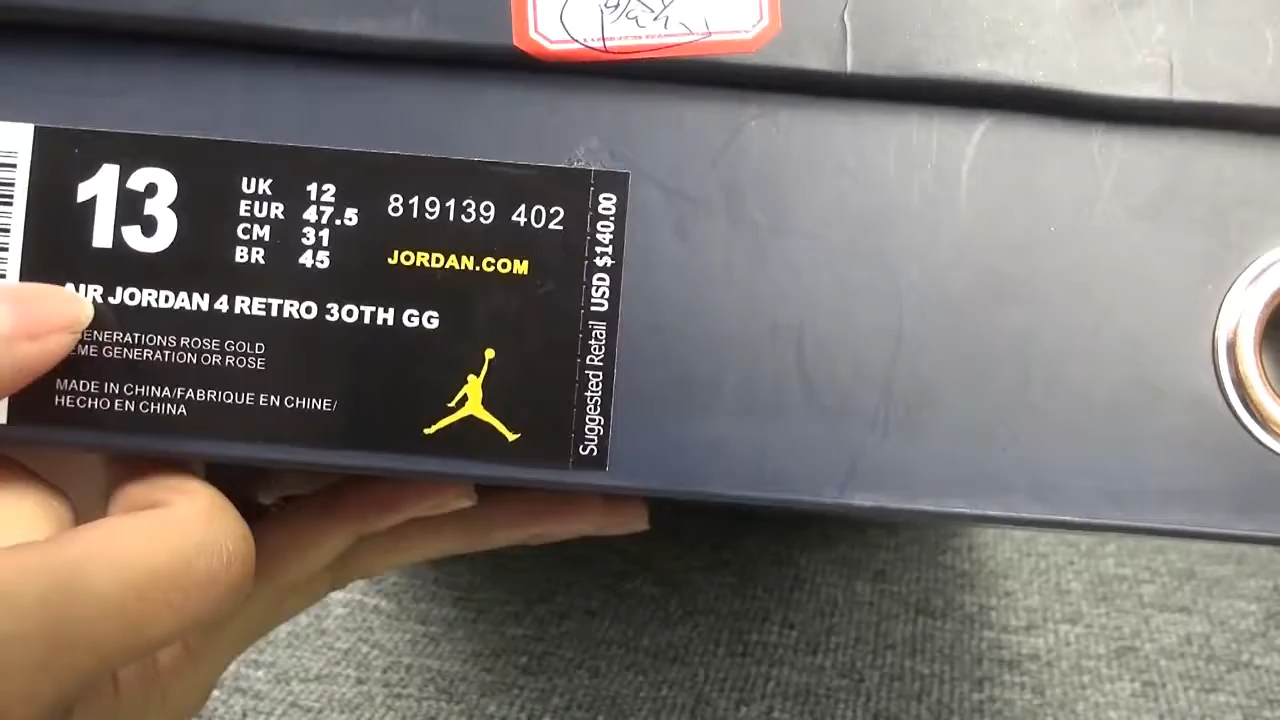 13
UK 12
EUR 47.5
CM 31
BR 45
819139 402
JORDAN.COM
AIR JORDAN 4 RETRO 3OTH GG
ENERATIONS ROSE GOLD
EME GENERATION OR ROSE
MADE IN CHINA/FABRIQUE EN CHINE/
HECHO EN CHINA
Suggested Retail USD $140.00